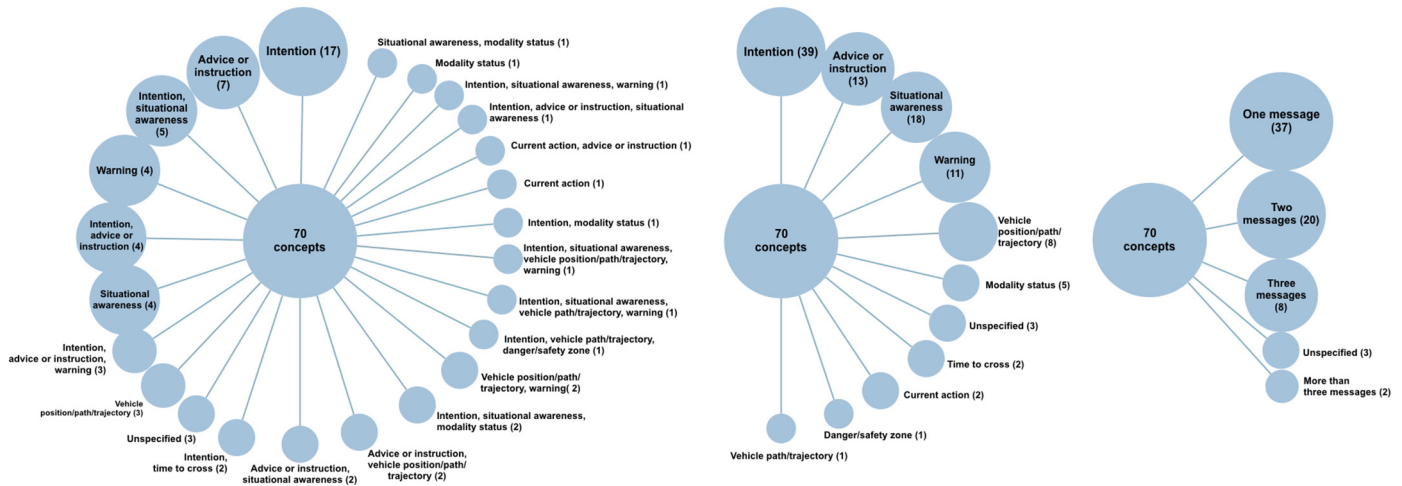 Intention (17)
Situational awareness, modality status (1)
Modality status (1)
Intention, situational awareness, warning (1)
Intention, advice or instruction, situational
awareness (1)
Current action, advice or instruction (1)
Current action (1)
Intention, modality status (1)
Intention, situational awareness,
vehicle position/path/trajectory,
warning (1)
Intention, situational awareness,
vehicle path/trajectory, warning (1)
Intention, vehicle path/trajectory,
danger/safety zone (1)
Vehicle position/path/
trajectory, warning( 2)
Intention, situational awareness,
modality status (2)
Advice or instruction,
vehicle position/path/
trajectory (2)
Advice or instruction,
situational awareness (2)
Intention,
time to cross (2)
Unspecified (3)
Vehicle
position/path/trajectory (3)
Intention,
advice or instruction,
warning (3)
Situational
awareness (4)
Intention,
advice or
instruction (4)
Warning (4)
Intention,
situational
awareness
(5)
Advice or
instruction
(7)
70
concepts
Intention (39)
Advice or
instruction
(13)
Situational
awareness
(18)
Warning
(11)
Vehicle
position/path/
trajectory (8)
Modality status (5)
Unspecified (3)
Time to cross (2)
Current action (2)
Danger/safety zone (1)
Vehicle path/trajectory (1)
70
concepts
One message
(37)
Two
messages (20)
Three
messages
(8)
Unspecified (3)
More than
three messages (2)
70
concepts